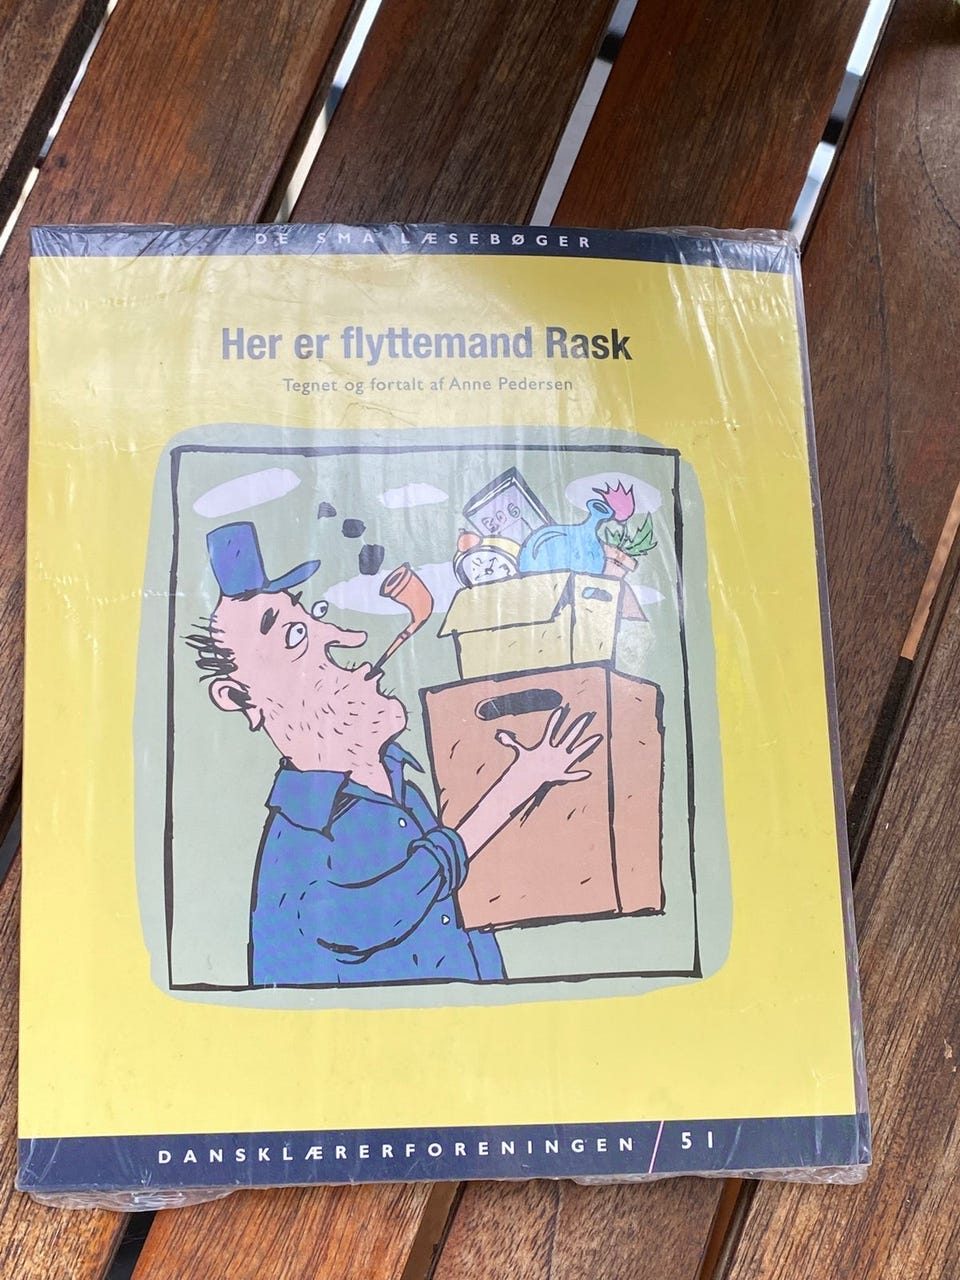 DE SMÅ LÆSEBØGER
Her er flyttemand Rask
Tegnet og fortalt af Anne Pedersen
DANSKLÆRERFORENINGEN / 51